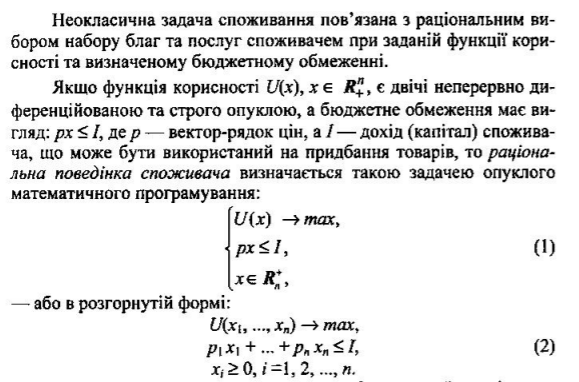 Неокласична задача споживання пов’язана з раціональним ви-
бором набору благ та послуг споживачем при заданій функції кори-
сності та визначеному бюджетному обмеженні.
Якщо функція корисності U(x), x ∈ R₊ⁿ, є двічі неперервно ди-
ференційованою та строго опуклою, а бюджетне обмеження має ви-
гляд: px ≤ I, де p — вектор-рядок цін, а I — дохід (капітал) спожива-
ча, що може бути використаний на придбання товарів, то раціона-
льна поведінка споживача визначається такою задачею опуклого
математичного програмування:
U(x) → max,
px ≤ I, (1)
x ∈ Rₙ⁺,
— або в розгорнутій формі:
U(x₁, ..., xₙ) → max,
p₁x₁ + ... + pₙ xₙ ≤ I, (2)
xᵢ ≥ 0, i =1, 2, ..., n.